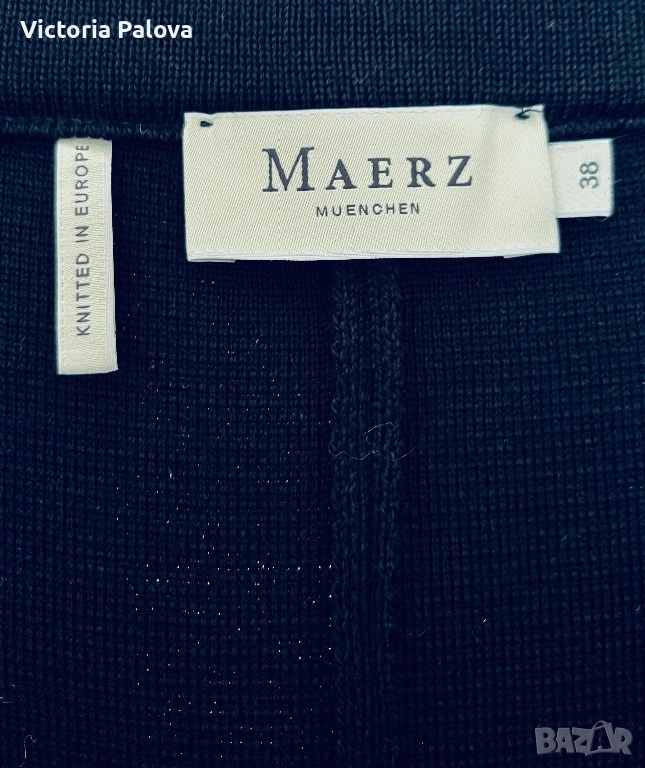 Victoria Palova
KNITTED IN EUROPE
MAERZ
MUENCHEN
38
BAZAR